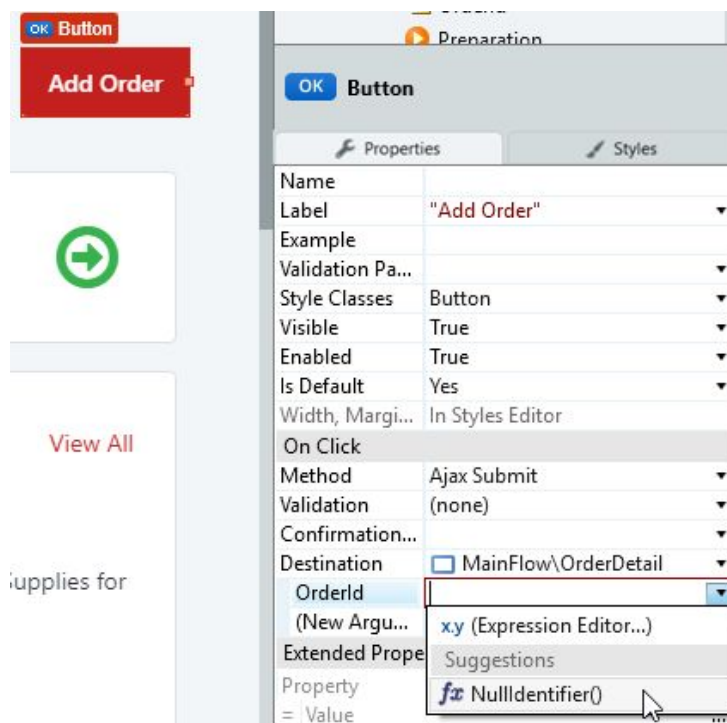 OK Button
Add Order
View All
Supplies for
Preparation
OK Button
Properties Styles
Name
Label "Add Order"
Example
Validation Pa...
Style Classes Button
Visible True
Enabled True
Is Default Yes
Width, Margi... In Styles Editor
On Click
Method Ajax Submit
Validation (none)
Confirmation...
Destination MainFlow\OrderDetail
OrderId
(New Argu...
x.y (Expression Editor...)
Extended Prope
Suggestions
Property
fx NullIdentifier()
= Value